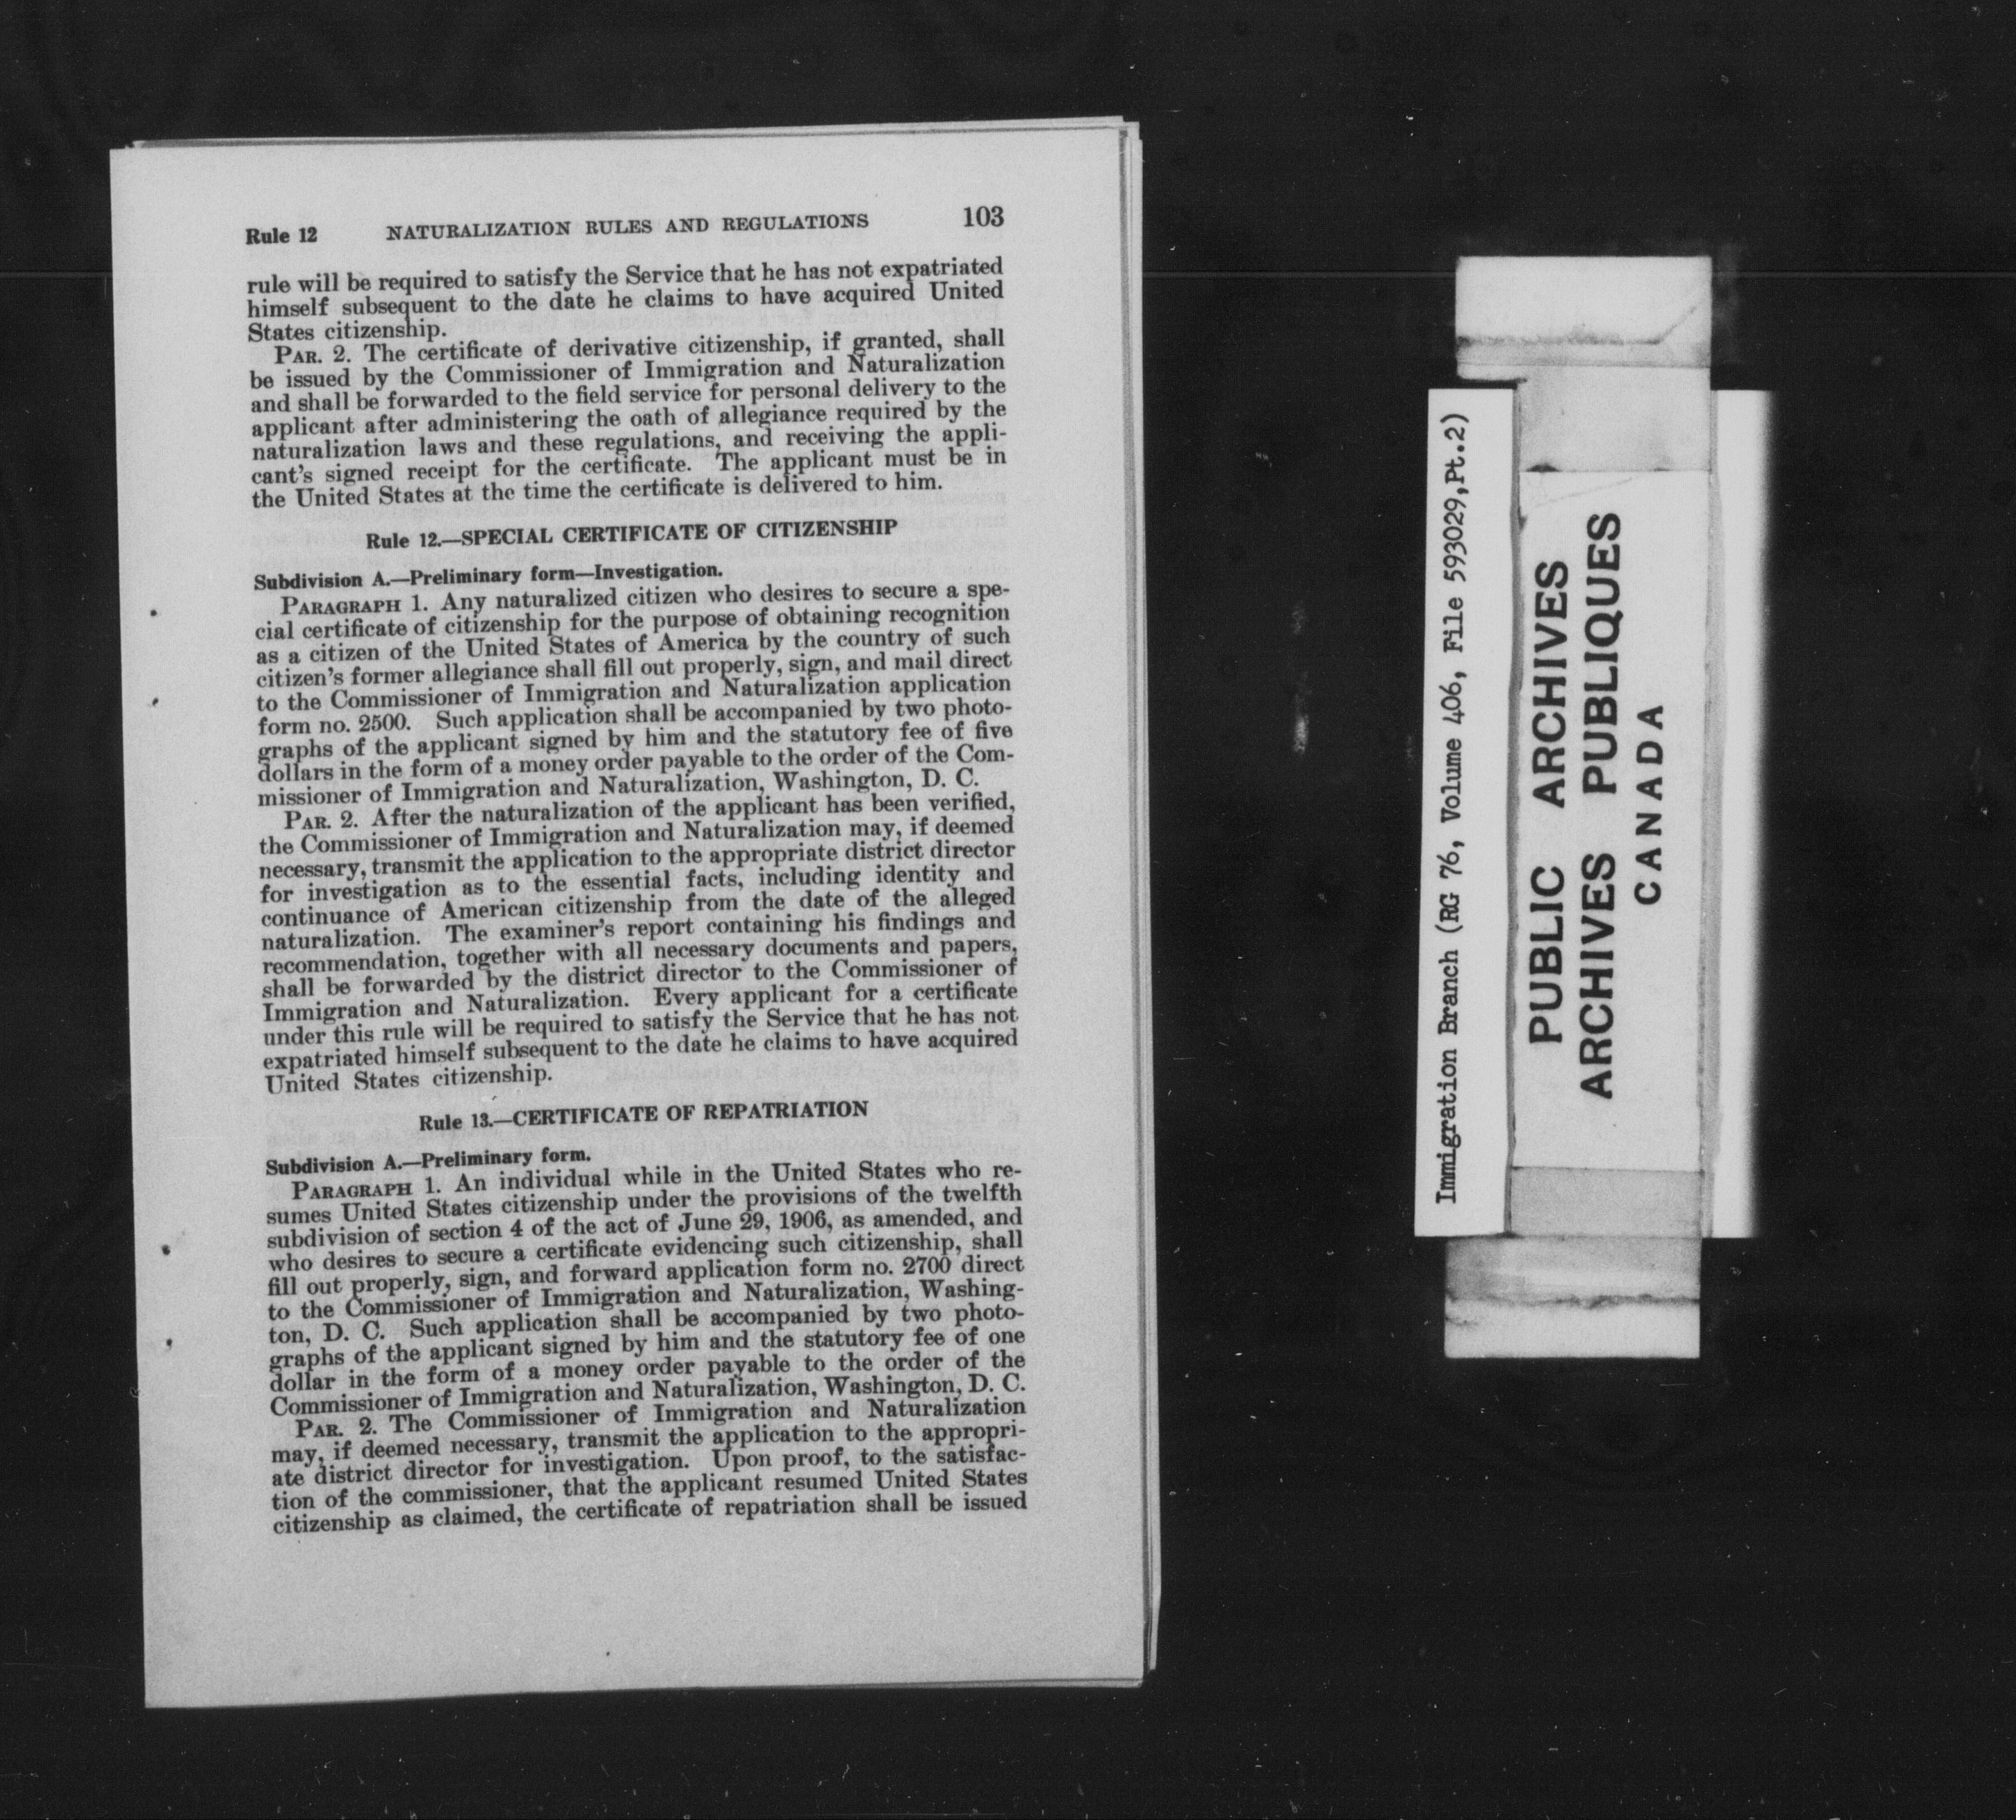 Rule 12 NATURALIZATION RULES AND REGULATIONS 103
rule will be required to satisfy the Service that he has not expatriated
himself subsequent to the date he claims to have acquired United
States citizenship.
PAR. 2. The certificate of derivative citizenship, if granted, shall
be issued by the Commissioner of Immigration and Naturalization
and shall be forwarded to the field service for personal delivery to the
applicant after administering the oath of allegiance required by the
naturalization laws and these regulations, and receiving the appli-
cant's signed receipt for the certificate. The applicant must be in
the United States at the time the certificate is delivered to him.
Rule 12.—SPECIAL CERTIFICATE OF CITIZENSHIP
Subdivision A.—Preliminary form—Investigation.
PARAGRAPH 1. Any naturalized citizen who desires to secure a spe-
cial certificate of citizenship for the purpose of obtaining recognition
as a citizen of the United States of America by the country of such
citizen's former allegiance shall fill out properly, sign, and mail direct
to the Commissioner of Immigration and Naturalization application
form no. 2500. Such application shall be accompanied by two photo-
graphs of the applicant signed by him and the statutory fee of five
dollars in the form of a money order payable to the order of the Com-
missioner of Immigration and Naturalization, Washington, D. C.
PAR. 2. After the naturalization of the applicant has been verified,
the Commissioner of Immigration and Naturalization may, if deemed
necessary, transmit the application to the appropriate district director
for investigation as to the essential facts, including identity and
continuance of American citizenship from the date of the alleged
naturalization. The examiner's report containing his findings and
recommendation, together with all necessary documents and papers,
shall be forwarded by the district director to the Commissioner of
Immigration and Naturalization. Every applicant for a certificate
under this rule will be required to satisfy the Service that he has not
expatriated himself subsequent to the date he claims to have acquired
United States citizenship.
Rule 13.—CERTIFICATE OF REPATRIATION
Subdivision A.—Preliminary form.
PARAGRAPH 1. An individual while in the United States who re-
sumes United States citizenship under the provisions of the twelfth
subdivision of section 4 of the act of June 29, 1906, as amended, and
who desires to secure a certificate evidencing such citizenship, shall
fill out properly, sign, and forward application form no. 2700 direct
to the Commissioner of Immigration and Naturalization, Washing-
ton, D. C. Such application shall be accompanied by two photo-
graphs of the applicant signed by him and the statutory fee of one
dollar in the form of a money order payable to the order of the
Commissioner of Immigration and Naturalization, Washington, D. C.
PAR. 2. The Commissioner of Immigration and Naturalization
may, if deemed necessary, transmit the application to the appropri-
ate district director for investigation. Upon proof, to the satisfac-
tion of the commissioner, that the applicant resumed United States
citizenship as claimed, the certificate of repatriation shall be issued
Immigration Branch (RG 76, Volume 406, File 593029,Pt.2)
PUBLIC ARCHIVES
ARCHIVES PUBLIQUES
CANADA